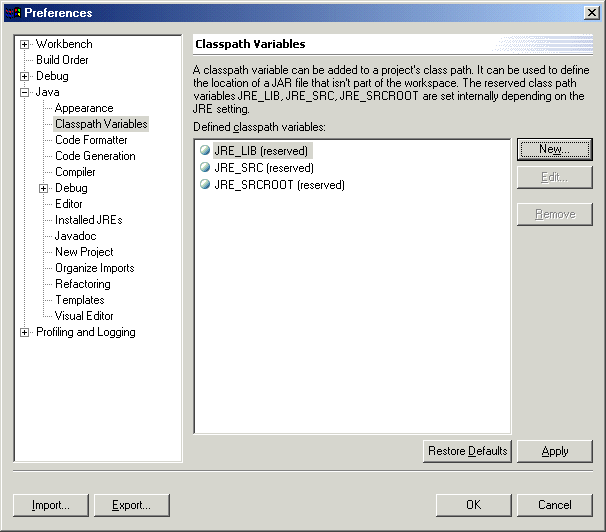 Preferences
Workbench
Build Order
Debug
Java
Appearance
Classpath Variables
Code Formatter
Code Generation
Compiler
Debug
Editor
Installed JREs
Javadoc
New Project
Organize Imports
Refactoring
Templates
Visual Editor
Profiling and Logging
Classpath Variables
A classpath variable can be added to a project's class path. It can be used to define
the location of a JAR file that isn't part of the workspace. The reserved class path
variables JRE_LIB, JRE_SRC, JRE_SRCROOT are set internally depending on the
JRE setting.
Defined classpath variables:
JRE_LIB (reserved)
JRE_SRC (reserved)
JRE_SRCROOT (reserved)
New...
Edit...
Remove
Restore Defaults
Apply
Import...
Export...
OK
Cancel